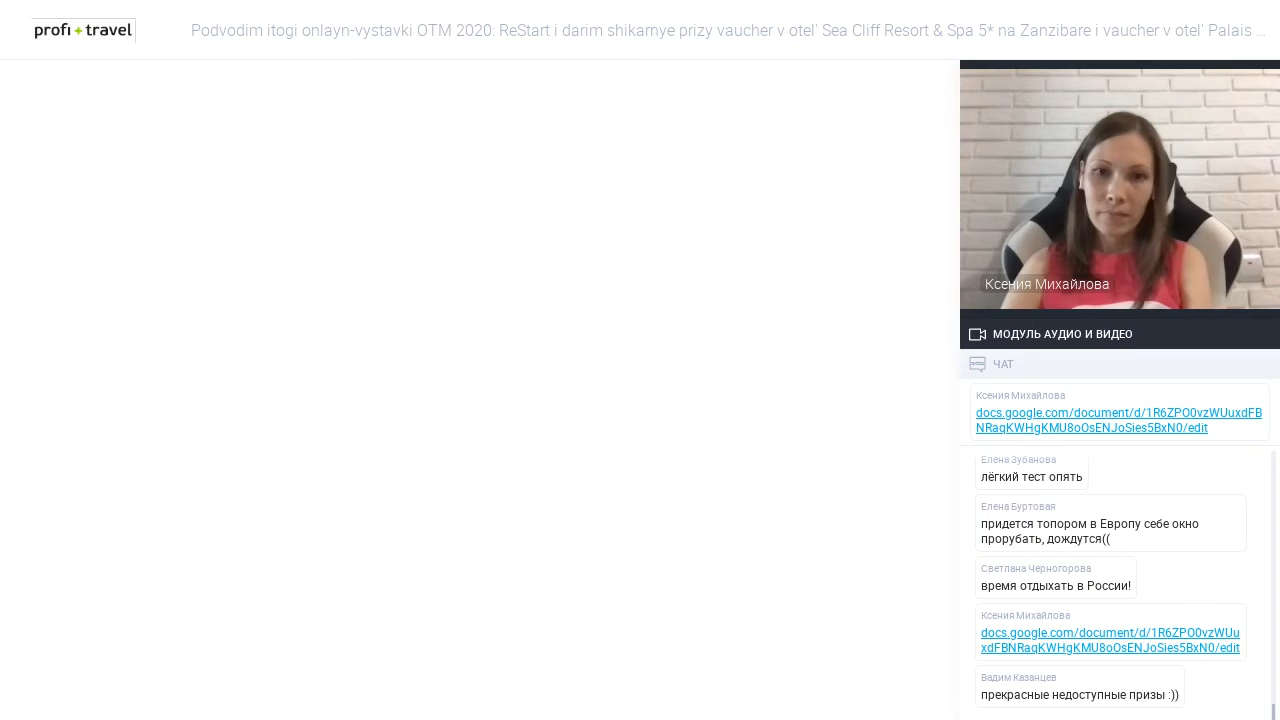 profi + travel
Podvodim itogi onlayn-vystavki OTM 2020: ReStart i darim shikarnye prizy vaucher v otel' Sea Cliff Resort & Spa 5* na Zanzibare i vaucher v otel' Palais ...
Ксения Михайлова
МОДУЛЬ АУДИО И ВИДЕО
ЧАТ
Ксения Михайлова
docs.google.com/document/d/1R6ZPO0vzWUuxdFB
NRaqKWHgKMU8oOsENJoSies5BxN0/edit
Елена Зубанова
лёгкий тест опять
Елена Буртовая
придется топором в Европу себе окно
прорубать, дождутся((
Светлана Черногорова
время отдыхать в России!
Ксения Михайлова
docs.google.com/document/d/1R6ZPO0vzWUu
xdFBNRaqKWHgKMU8oOsENJoSies5BxN0/edit
Вадим Казанцев
прекрасные недоступные призы :))